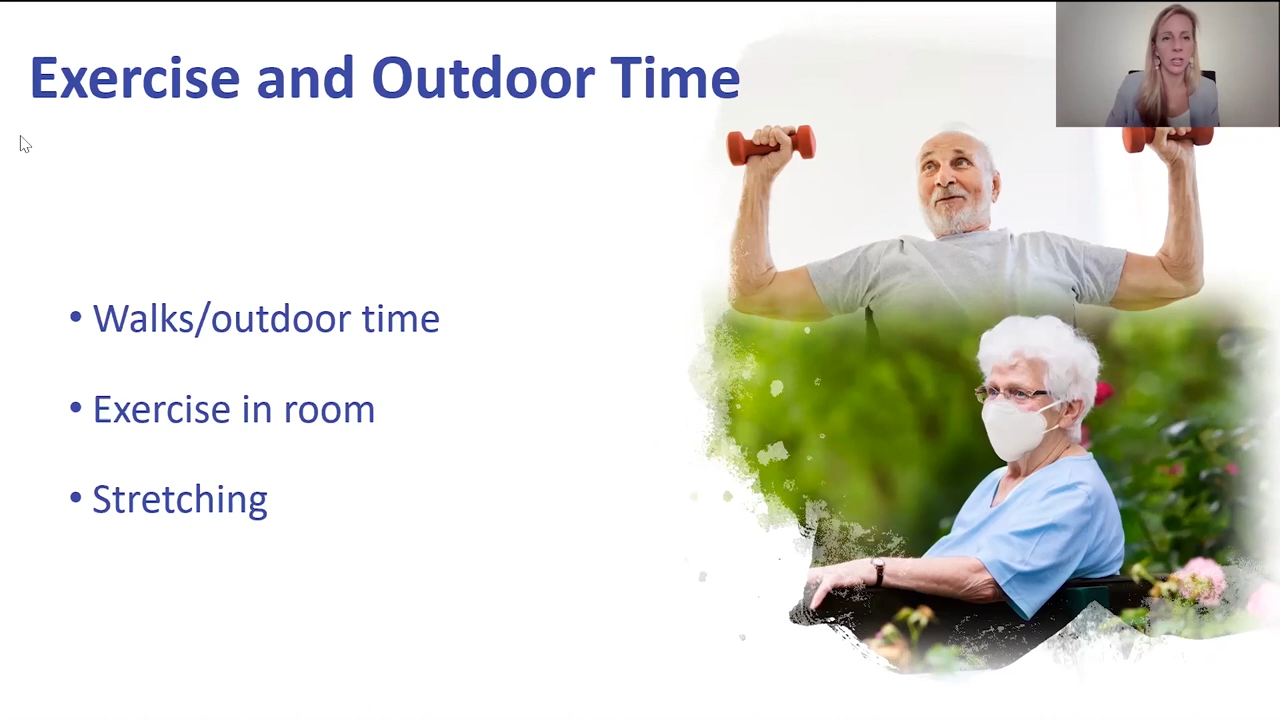 Exercise and Outdoor Time
• Walks/outdoor time
• Exercise in room
• Stretching